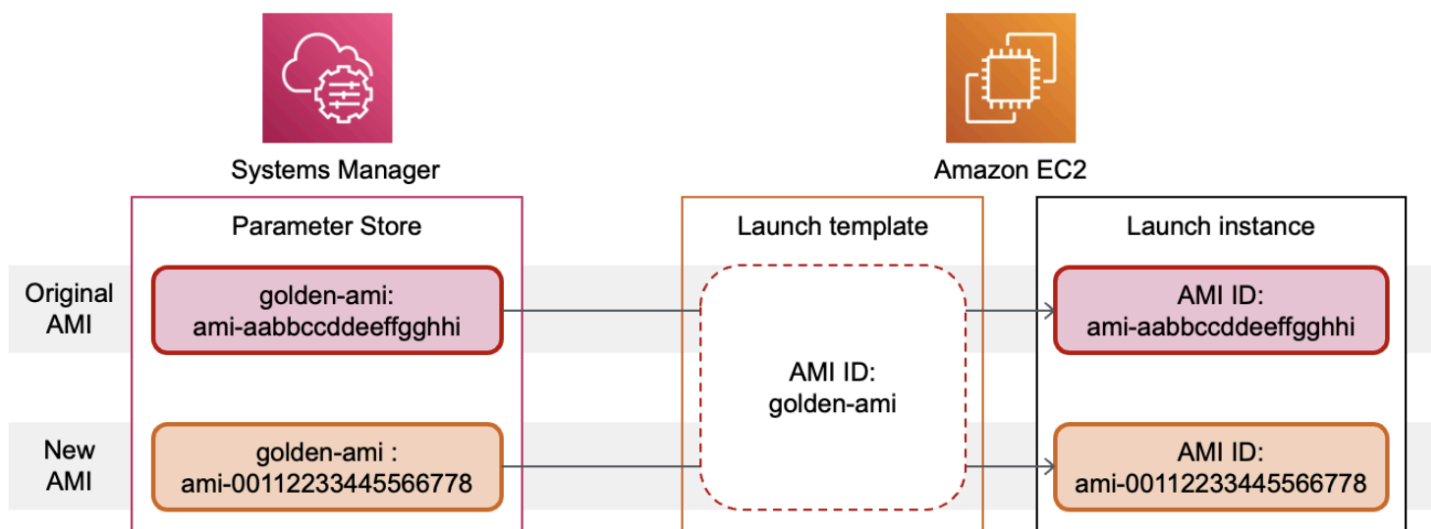 Systems Manager
Amazon EC2
Parameter Store
Launch template
Launch instance
Original
AMI
golden-ami:
ami-aabbccddeeffgghhi
AMI ID:
golden-ami
AMI ID:
ami-aabbccddeeffgghhi
New
AMI
golden-ami :
ami-00112233445566778
AMI ID:
ami-00112233445566778